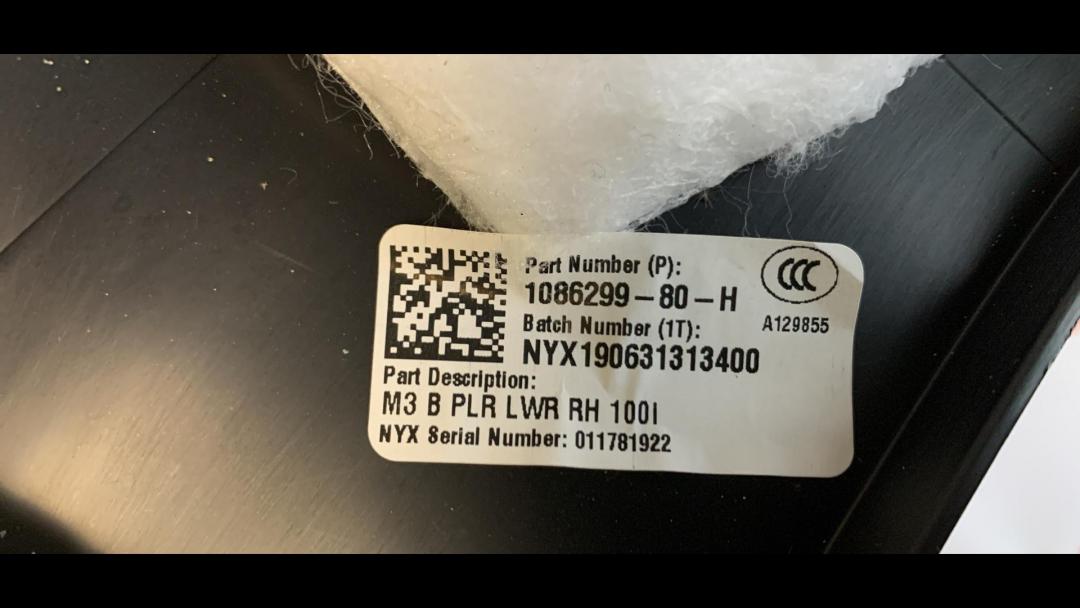 Part Number (P):
1086299-80-H
CCC
Batch Number (1T):
A129855
NYX190631313400
Part Description:
M3 B PLR LWR RH 100I
NYX Serial Number: 011781922